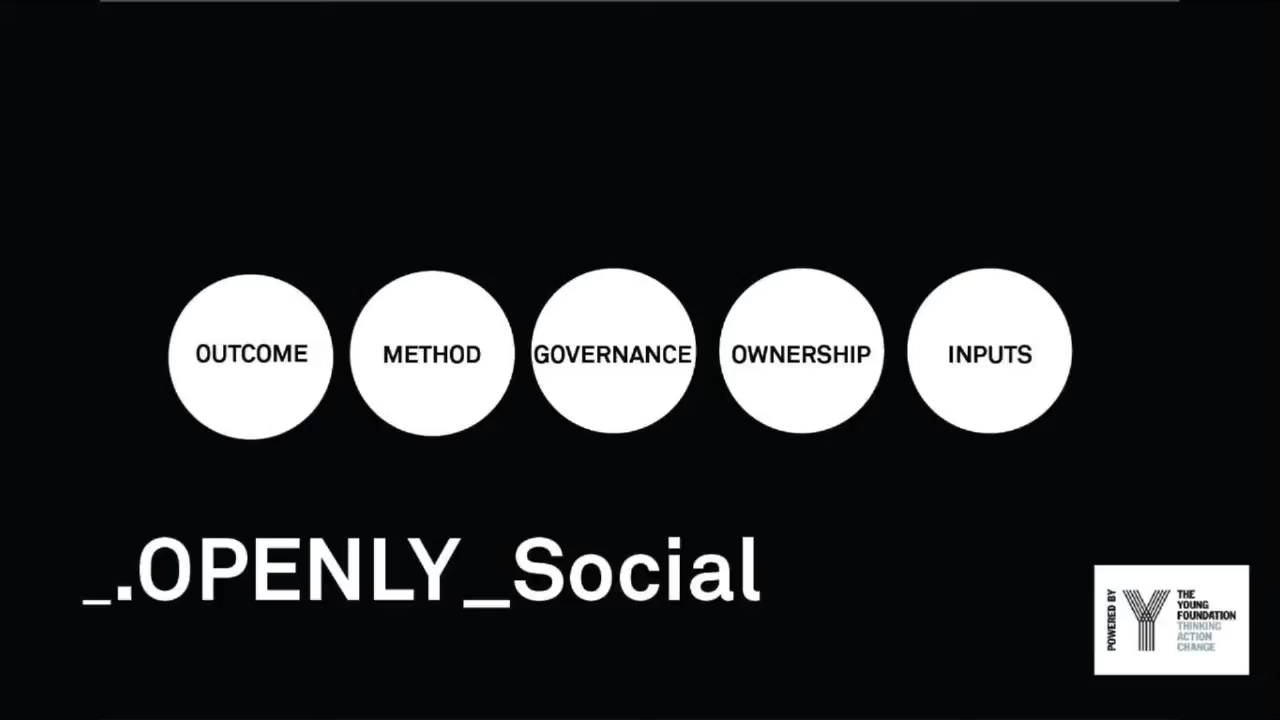 OUTCOME
METHOD
GOVERNANCE
OWNERSHIP
INPUTS
_.OPENLY_Social
POWERED BY
THE
YOUNG
FOUNDATION
THINKING
ACTION
CHANGE